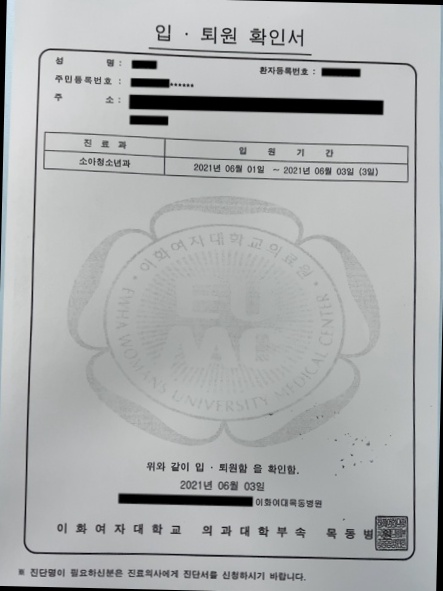 입 · 퇴원 확인서
성 명 :
환자등록번호 :
주민등록번호 : ******
주 소 :
진 료 과 입 원 기 간
소아청소년과 2021년 06월 01일 ~ 2021년 06월 03일 (3일)
이화여자대학교의료원
EWHA WOMANS UNIVERSITY MEDICAL CENTER
EU
MC
위와 같이 입 · 퇴원함 을 확인함.
2021년 06월 03일
이화여대목동병원
이 화 여 자 대 학 교 의 과 대 학 부 속 목 동 병 원
※ 진단명이 필요하신분은 진료의사에게 진단서를 신청하시기 바랍니다.